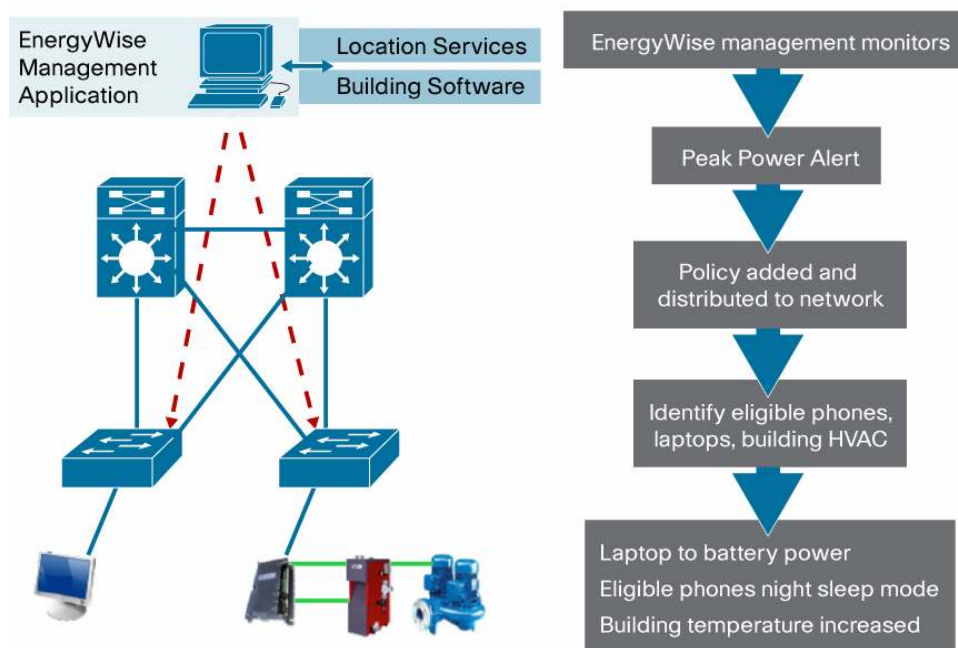 EnergyWise
Management
Application
Location Services
Building Software
EnergyWise management monitors
Peak Power Alert
Policy added and
distributed to network
Identify eligible phones,
laptops, building HVAC
Laptop to battery power
Eligible phones night sleep mode
Building temperature increased